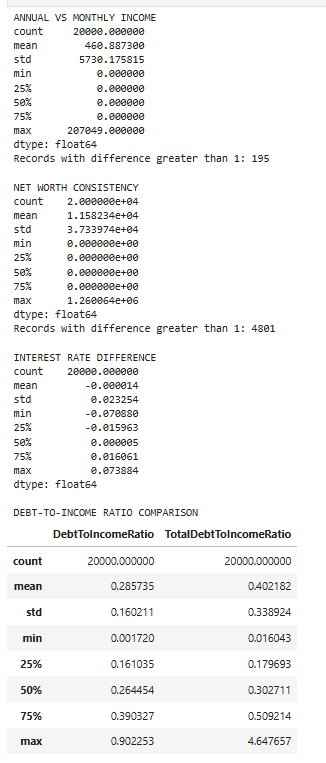 ANNUAL VS MONTHLY INCOME
count 20000.000000
mean 460.887300
std 5730.175815
min 0.000000
25% 0.000000
50% 0.000000
75% 0.000000
max 207049.000000
dtype: float64
Records with difference greater than 1: 195
NET WORTH CONSISTENCY
count 2.000000e+04
mean 1.158234e+04
std 3.733974e+04
min 0.000000e+00
25% 0.000000e+00
50% 0.000000e+00
75% 0.000000e+00
max 1.260064e+06
dtype: float64
Records with difference greater than 1: 4801
INTEREST RATE DIFFERENCE
count 20000.000000
mean -0.000014
std 0.023254
min -0.070880
25% -0.015963
50% 0.000005
75% 0.016061
max 0.073884
dtype: float64
DEBT-TO-INCOME RATIO COMPARISON
DebtToIncomeRatio TotalDebtToIncomeRatio
count 20000.000000 20000.000000
mean 0.285735 0.402182
std 0.160211 0.338924
min 0.001720 0.016043
25% 0.161035 0.179693
50% 0.264454 0.302711
75% 0.390327 0.509214
max 0.902253 4.647657